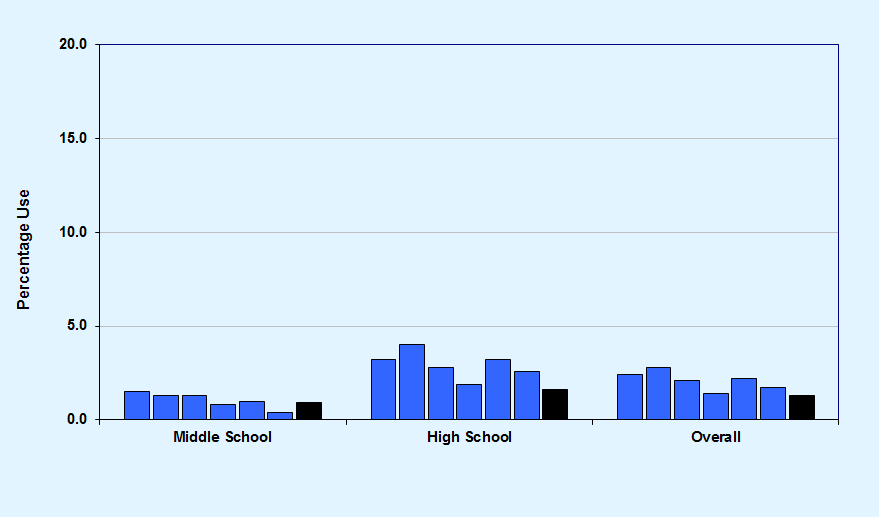 20.0
15.0
10.0
5.0
0.0
Percentage Use
Middle School
High School
Overall